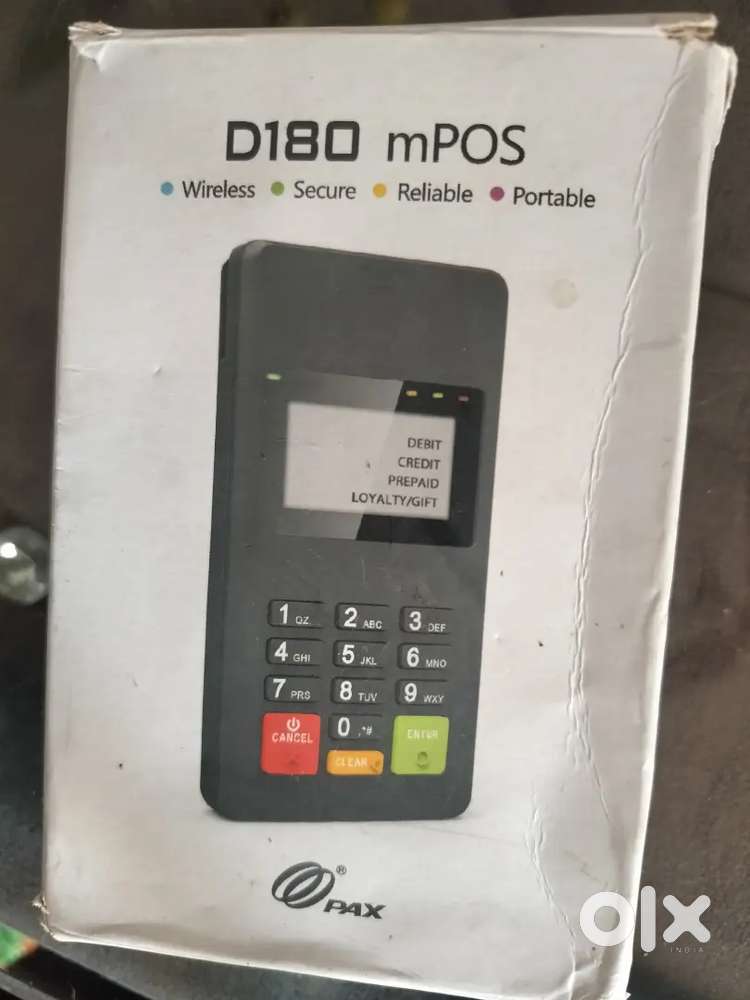 D180 mPOS
Wireless Secure Reliable Portable
DEBIT
CREDIT
PREPAID
LOYALTY/GIFT
1 QZ 2 ABC 3 DEF
4 GHI 5 JKL 6 MNO
7 PRS 8 TUV 9 WXY
CANCEL 0 .*# ENTER
CLEAR
® PAX
olx
INDIA